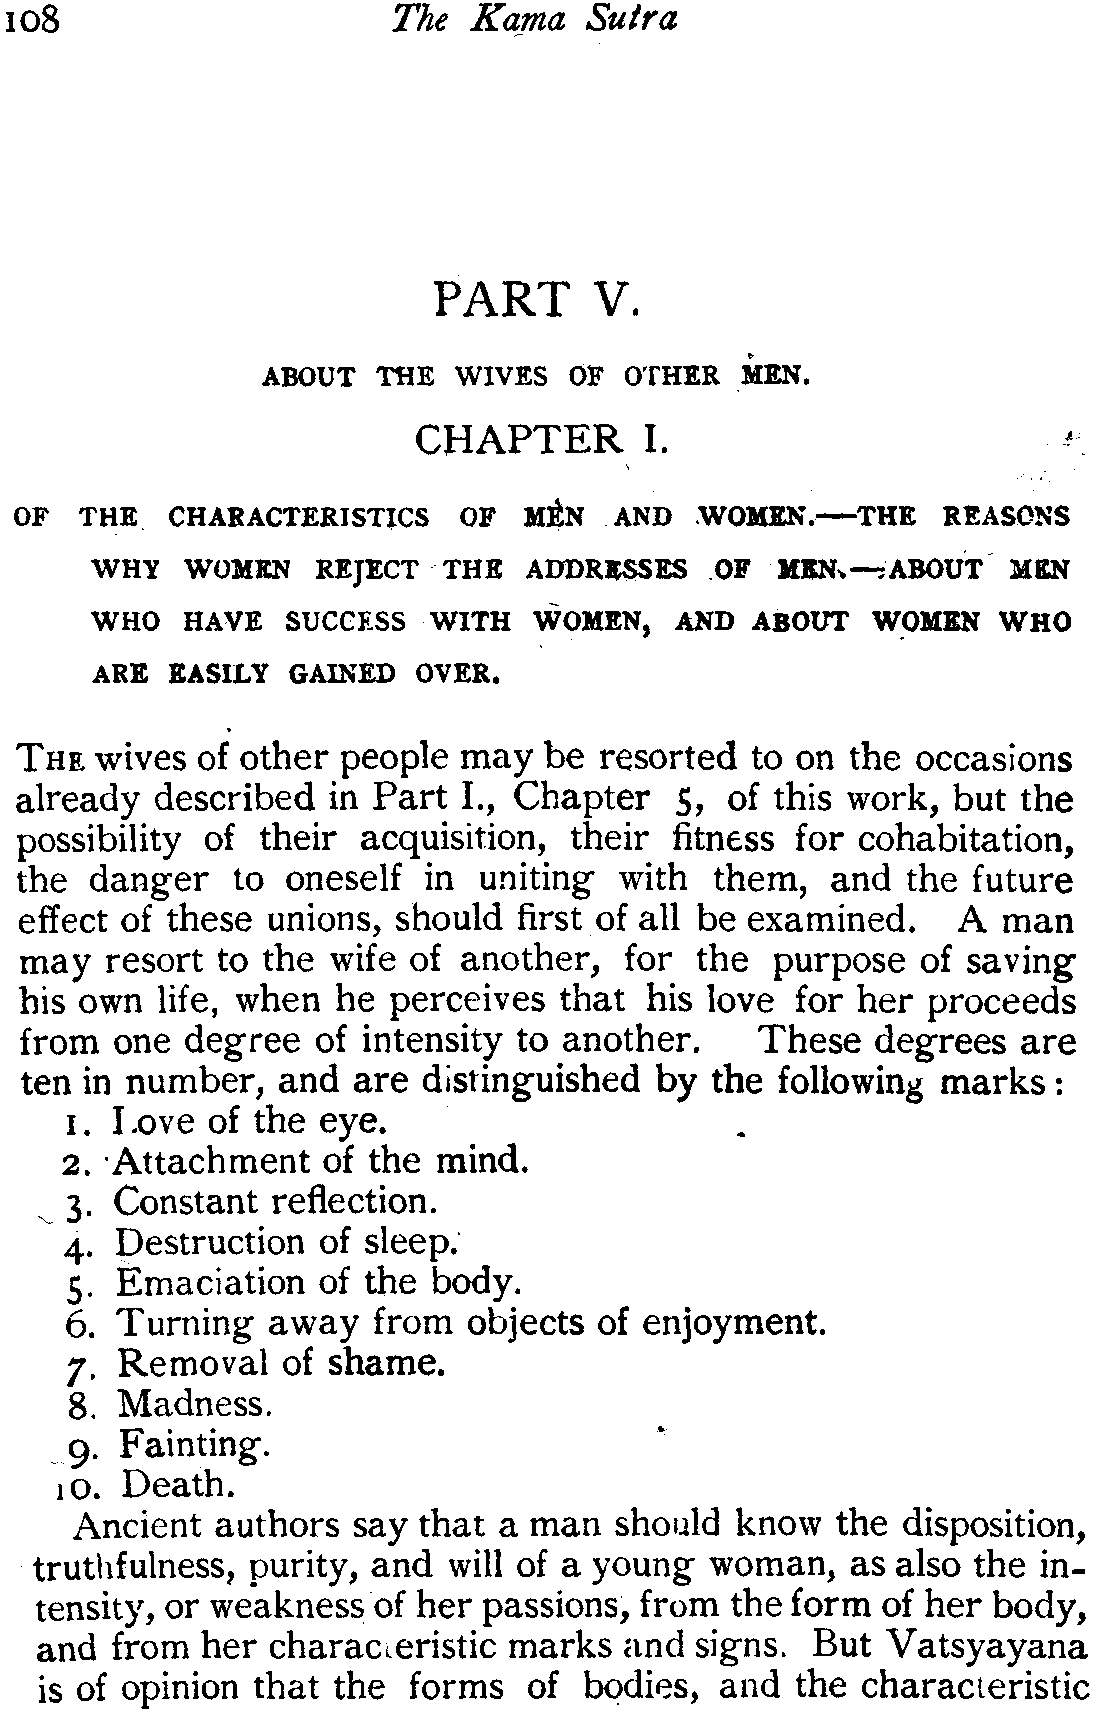 108 The Kama Sutra
PART V.
ABOUT THE WIVES OF OTHER MEN.
CHAPTER I.
OF THE CHARACTERISTICS OF MEN AND WOMEN.—THE REASONS
WHY WOMEN REJECT THE ADDRESSES OF MEN.—ABOUT MEN
WHO HAVE SUCCESS WITH WOMEN, AND ABOUT WOMEN WHO
ARE EASILY GAINED OVER.
THE wives of other people may be resorted to on the occasions
already described in Part I., Chapter 5, of this work, but the
possibility of their acquisition, their fitness for cohabitation,
the danger to oneself in uniting with them, and the future
effect of these unions, should first of all be examined. A man
may resort to the wife of another, for the purpose of saving
his own life, when he perceives that his love for her proceeds
from one degree of intensity to another. These degrees are
ten in number, and are distinguished by the following marks:
1. Love of the eye.
2. Attachment of the mind.
3. Constant reflection.
4. Destruction of sleep.
5. Emaciation of the body.
6. Turning away from objects of enjoyment.
7. Removal of shame.
8. Madness.
9. Fainting.
10. Death.
Ancient authors say that a man should know the disposition,
truthfulness, purity, and will of a young woman, as also the in-
tensity, or weakness of her passions, from the form of her body,
and from her characteristic marks and signs. But Vatsyayana
is of opinion that the forms of bodies, and the characteristic